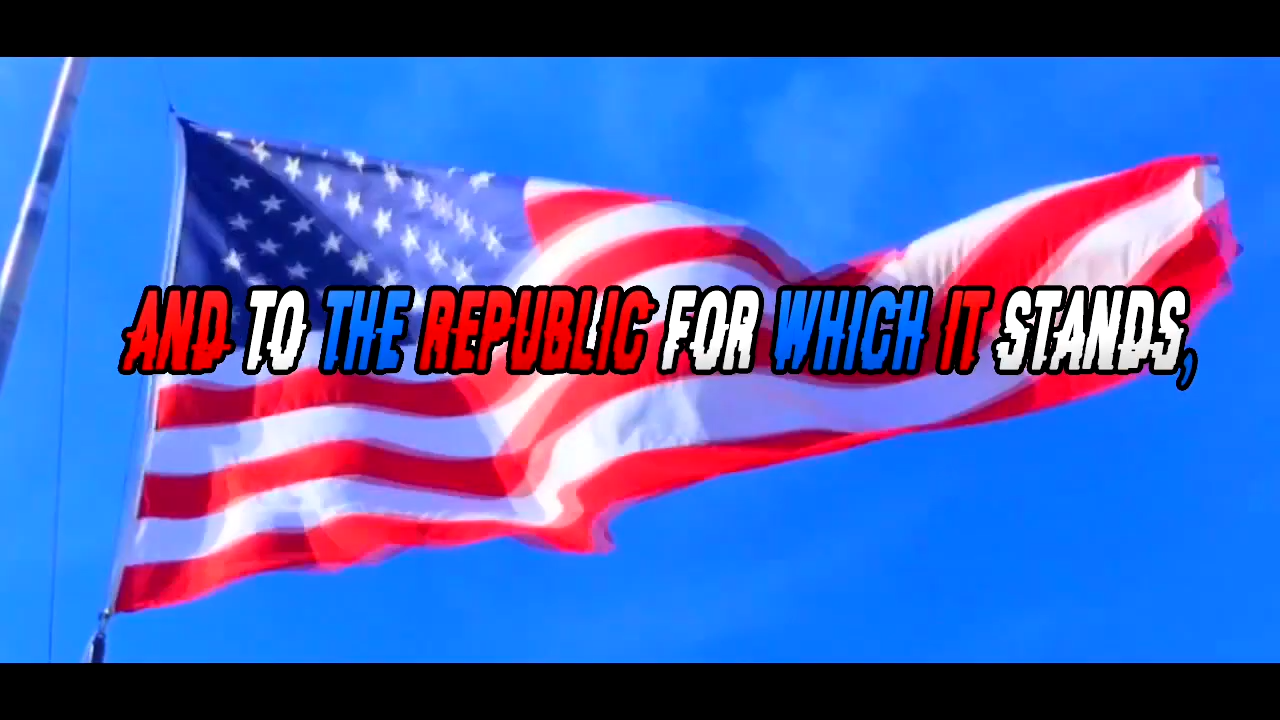 AND TO THE REPUBLIC FOR WHICH IT STANDS,